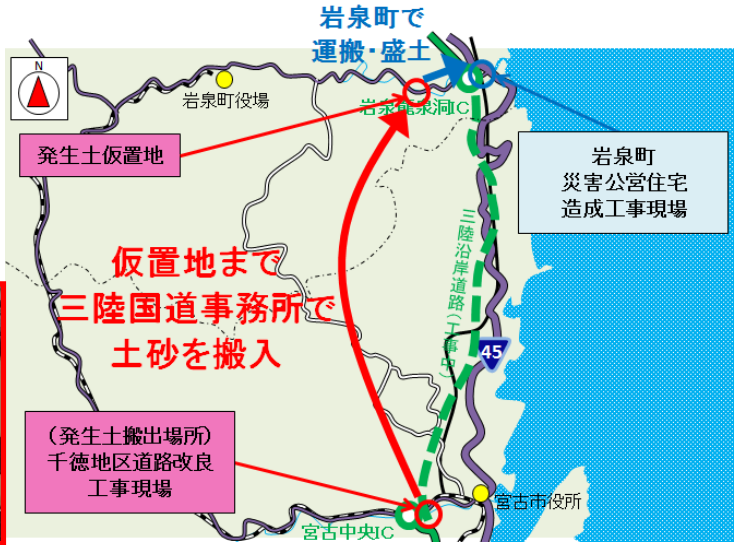 岩泉町で
運搬・盛土
N
岩泉町役場
岩泉龍泉洞IC
発生土仮置地
岩泉町
災害公営住宅
造成工事現場
仮置地まで
三陸国道事務所で
土砂を搬入
三陸沿岸道路(工事中)
45
(発生土搬出場所)
千徳地区道路改良
工事現場
宮古市役所
宮古中央IC